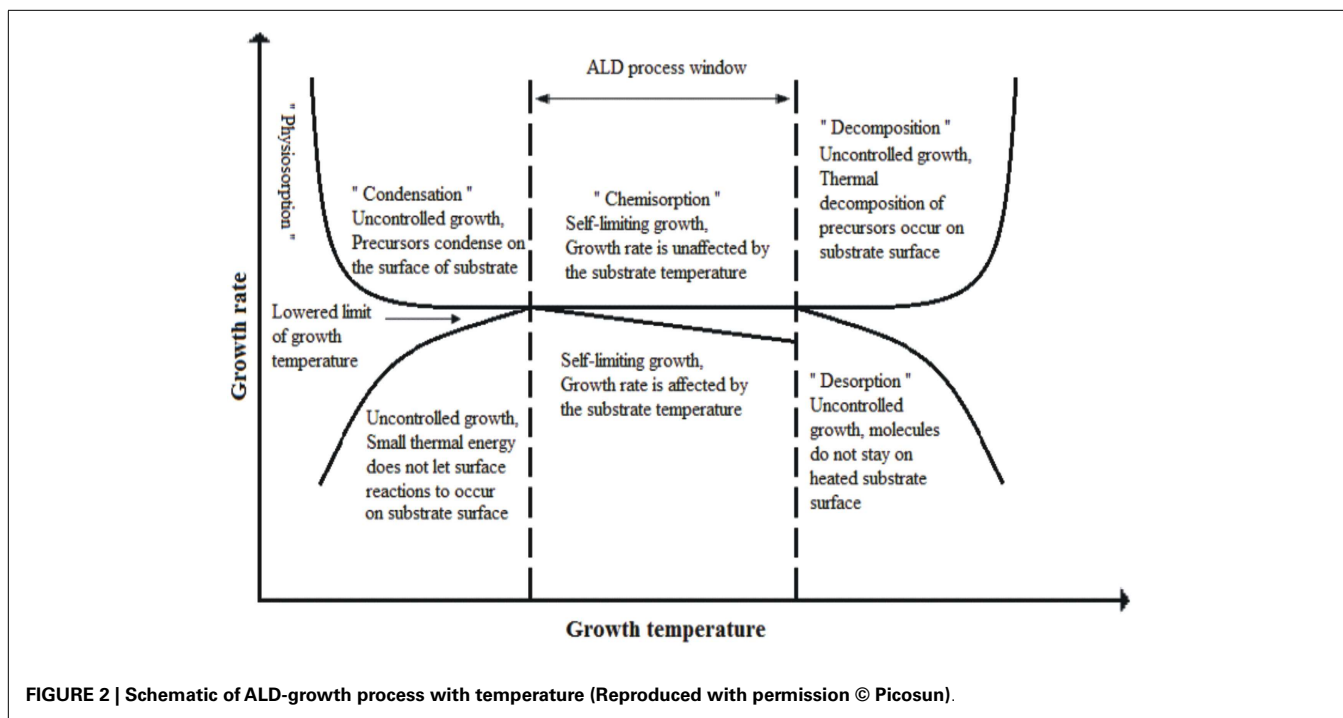 ALD process window
" Physiosorption "
" Condensation "
Uncontrolled growth,
Precursors condense on
the surface of substrate
" Chemisorption "
Self-limiting growth,
Growth rate is unaffected by
the substrate temperature
" Decomposition "
Uncontrolled growth,
Thermal
decomposition of
precursors occur on
substrate surface
Lowered limit
of growth
temperature
Growth rate
Uncontrolled growth,
Small thermal energy
does not let surface
reactions to occur
on substrate surface
Self-limiting growth,
Growth rate is affected by
the substrate temperature
" Desorption "
Uncontrolled
growth, molecules
do not stay on
heated substrate
surface
Growth temperature
FIGURE 2 | Schematic of ALD-growth process with temperature (Reproduced with permission © Picosun).